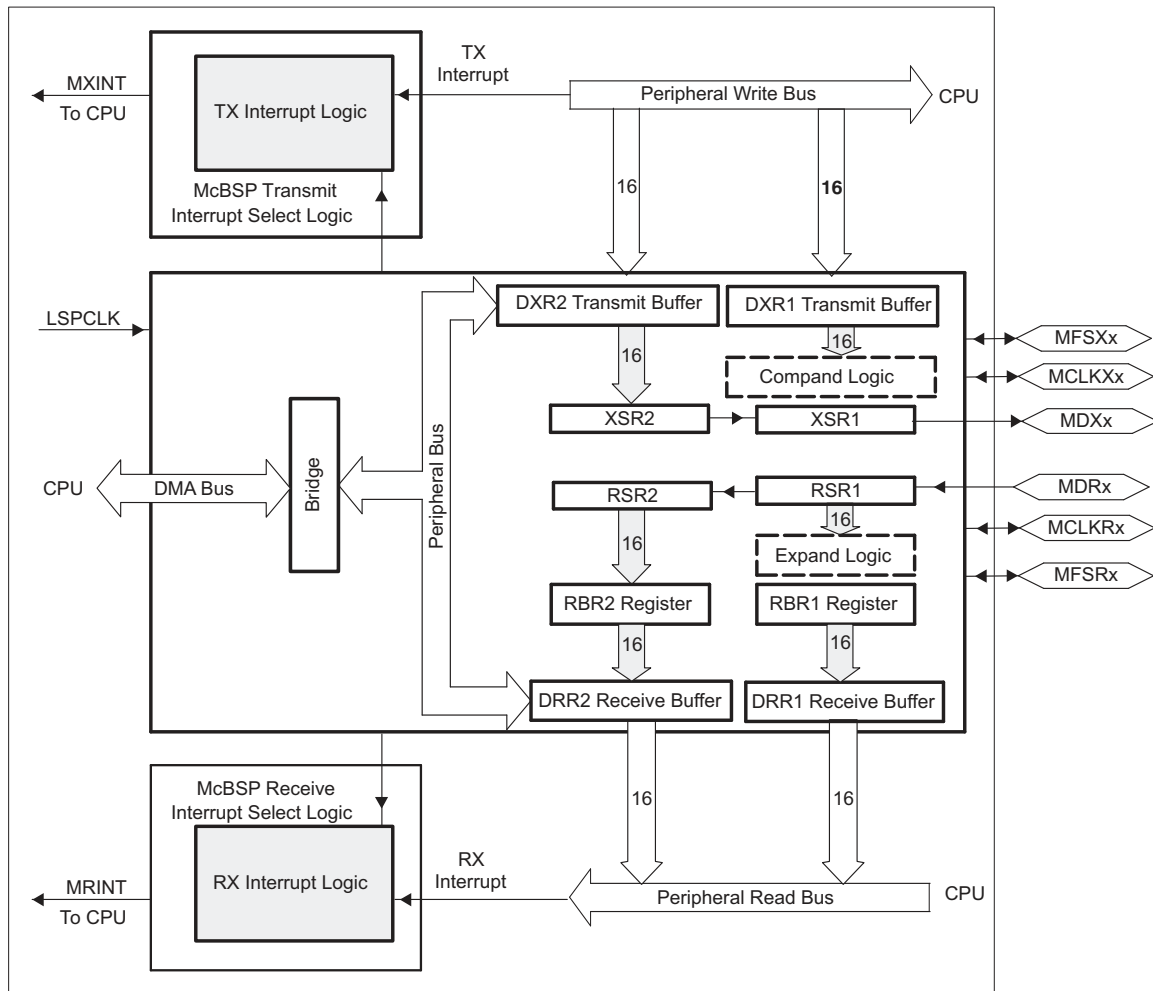 TX
Interrupt
MXINT
To CPU
TX Interrupt Logic
Peripheral Write Bus
CPU
McBSP Transmit
Interrupt Select Logic
16
16
LSPCLK
DXR2 Transmit Buffer
DXR1 Transmit Buffer
16
16
MFSXx
Compand Logic
MCLKXx
XSR2
XSR1
MDXx
Peripheral Bus
CPU
DMA Bus
Bridge
RSR2
RSR1
MDRx
16
16
MCLKRx
Expand Logic
MFSRx
RBR2 Register
RBR1 Register
16
16
DRR2 Receive Buffer
DRR1 Receive Buffer
McBSP Receive
Interrupt Select Logic
16
16
RX Interrupt Logic
RX
Interrupt
MRINT
To CPU
Peripheral Read Bus
CPU